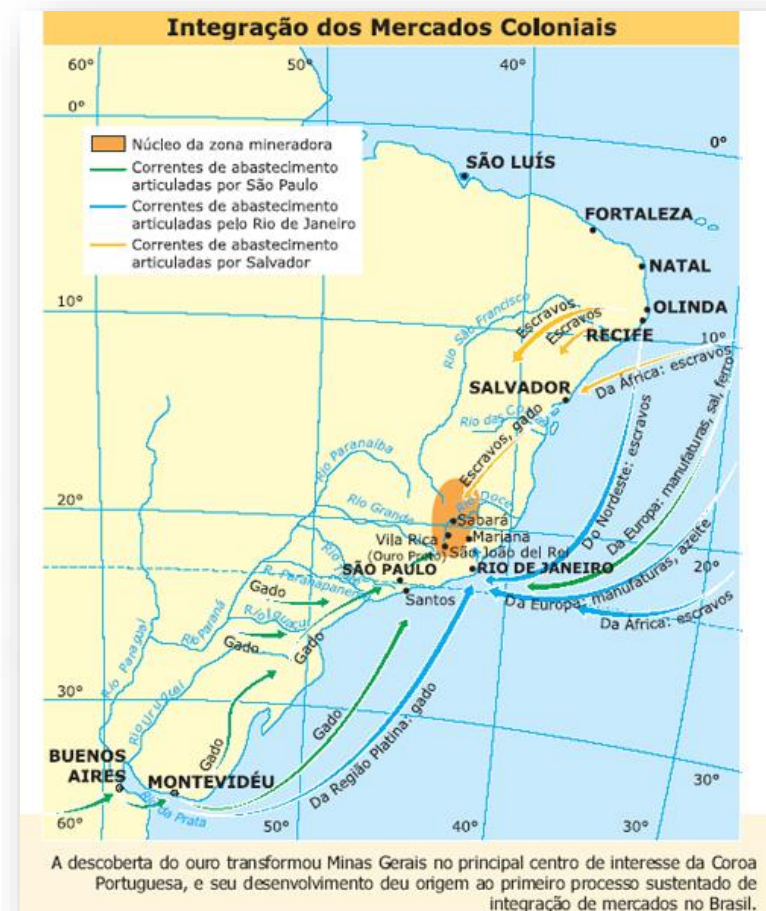 Integração dos Mercados Coloniais
60°
50°
40°
0°
0°
Núcleo da zona mineradora
Correntes de abastecimento
articuladas por São Paulo
Correntes de abastecimento
articuladas pelo Rio de Janeiro
Correntes de abastecimento
articuladas por Salvador
SÃO LUÍS
FORTALEZA
NATAL
OLINDA
RECIFE
10°
10°
Rio São Francisco
Escravos
Escravos
Da África: escravos
SALVADOR
Rio das Contas
Escravos, gado
Do Nordeste: escravos
Da Europa: manufaturas, sal, ferro
Rio Paranaíba
20°
Rio Grande
Rio Doce
Sabará
Vila Rica
(Ouro Preto)
Mariana
São João del Rei
SÃO PAULO
RIO DE JANEIRO
20°
Santos
Da Europa: manufaturas, azeite
Da África: escravos
R. Paranapanema
Gado
Rio Iguaçu
Gado
Gado
Rio Paraná
Rio Paraguai
Rio Uruguai
30°
Gado
Gado
Da Região Platina: gado
30°
BUENOS
AIRES
MONTEVIDÉU
Rio da Prata
60°
50°
40°
30°
A descoberta do ouro transformou Minas Gerais no principal centro de interesse da Coroa
Portuguesa, e seu desenvolvimento deu origem ao primeiro processo sustentado de
integração de mercados no Brasil.